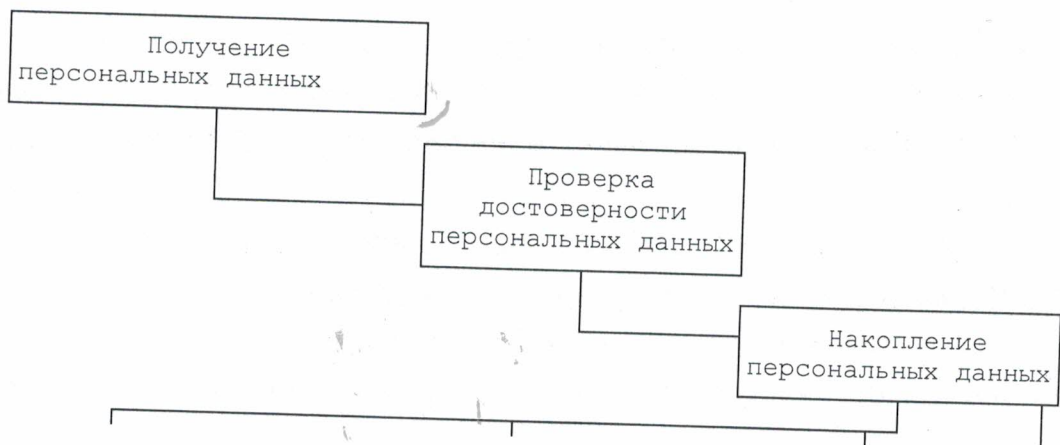 Получение
персональных данных
Проверка
достоверности
персональных данных
Накопление
персональных данных